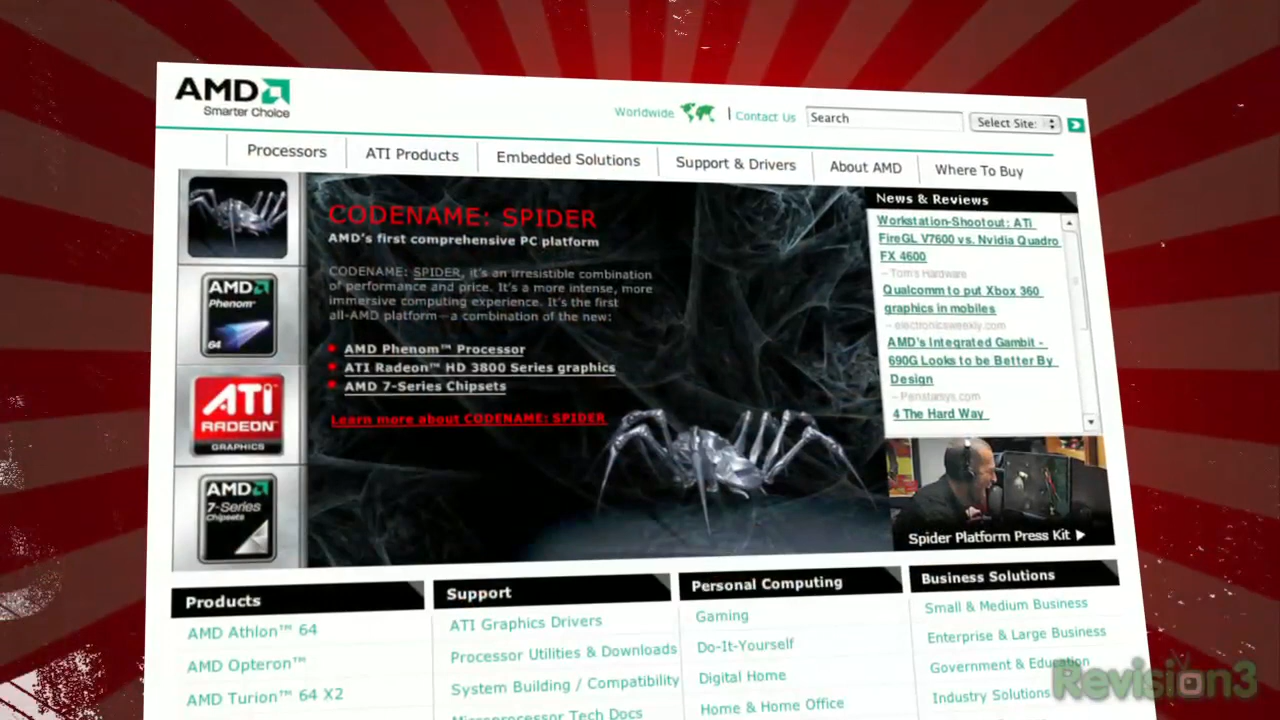 AMD
Smarter Choice
Worldwide
Contact Us
Search
Select Site:
Processors
ATI Products
Embedded Solutions
Support & Drivers
About AMD
Where To Buy
AMD
Phenom™
64
ATI
RADEON™
GRAPHICS
AMD
7-Series
Chipsets
CODENAME: SPIDER
AMD's first comprehensive PC platform
CODENAME: SPIDER, it's an irresistible combination
of performance and price. It's a more intense, more
immersive computing experience. It's the first
all-AMD platform—a combination of the new:
AMD Phenom™ Processor
ATI Radeon™ HD 3800 Series graphics
AMD 7-Series Chipsets
Learn more about CODENAME: SPIDER
News & Reviews
Workstation-Shootout: ATi
FireGL V7600 vs. Nvidia Quadro
FX 4600
- Tom's Hardware
Qualcomm to put Xbox 360
graphics in mobiles
- electronicsweekly.com
AMD's Integrated Gambit -
690G Looks to be Better By
Design
- Penstarsys.com
4 The Hard Way
Spider Platform Press Kit
Products
AMD Athlon™ 64
AMD Opteron™
AMD Turion™ 64 X2
Support
ATI Graphics Drivers
Processor Utilities & Downloads
System Building / Compatibility
Microprocessor Tech Docs
Personal Computing
Gaming
Do-It-Yourself
Digital Home
Home & Home Office
Business Solutions
Small & Medium Business
Enterprise & Large Business
Government & Education
Industry Solutions
Revision3